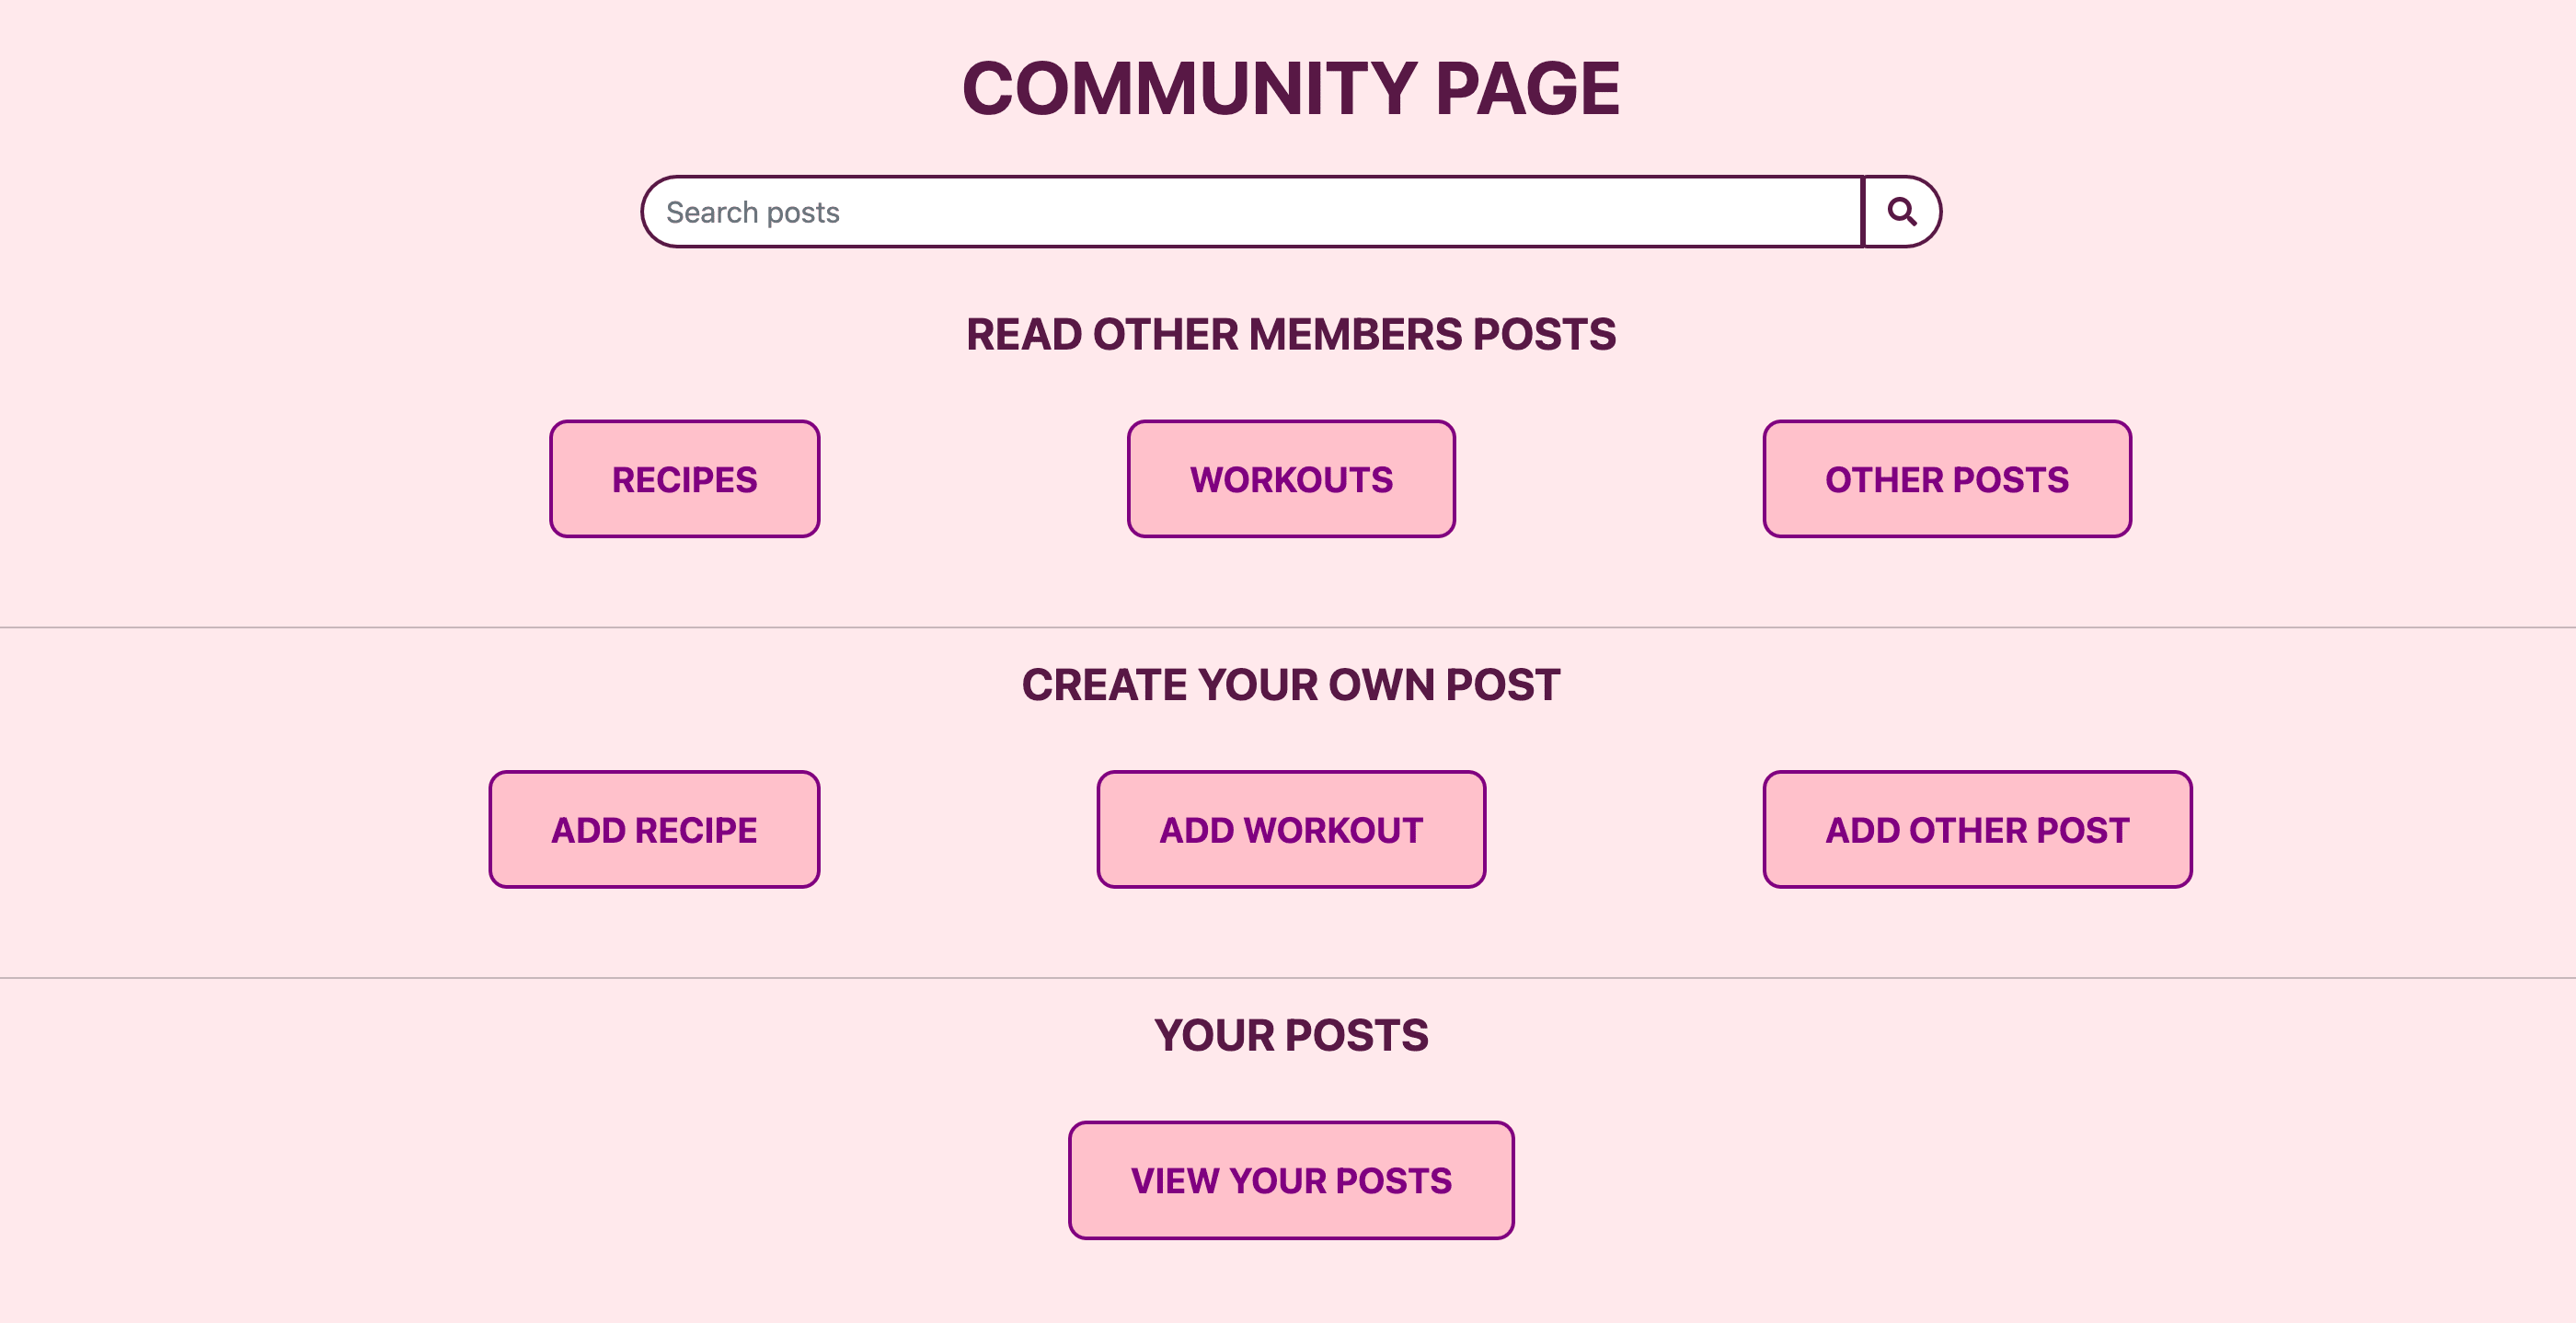 COMMUNITY PAGE
Search posts
READ OTHER MEMBERS POSTS
RECIPES
WORKOUTS
OTHER POSTS
CREATE YOUR OWN POST
ADD RECIPE
ADD WORKOUT
ADD OTHER POST
YOUR POSTS
VIEW YOUR POSTS